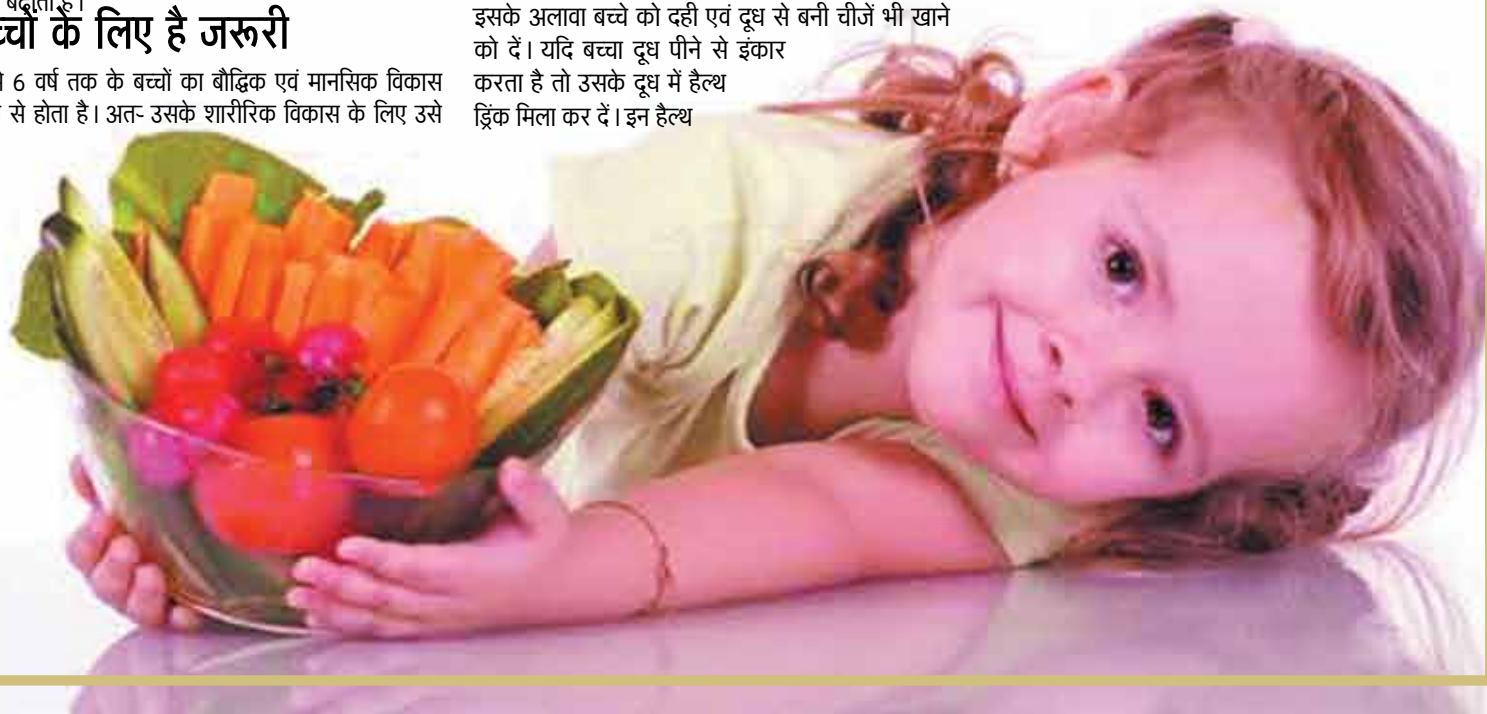 बढ़ाता है।
के लिए है जरूरी
6 वर्ष तक के बच्चों का बौद्धिक एवं मानसिक विकास
से होता है। अत- उसके शारीरिक विकास के लिए उसे
इसके अलावा बच्चे को दही एवं दूध से बनी चीजें भी खाने
को दें। यदि बच्चा दूध पीने से इंकार
करता है तो उसके दूध में हैल्थ
ड्रिंक मिला कर दें। इन हैल्थ